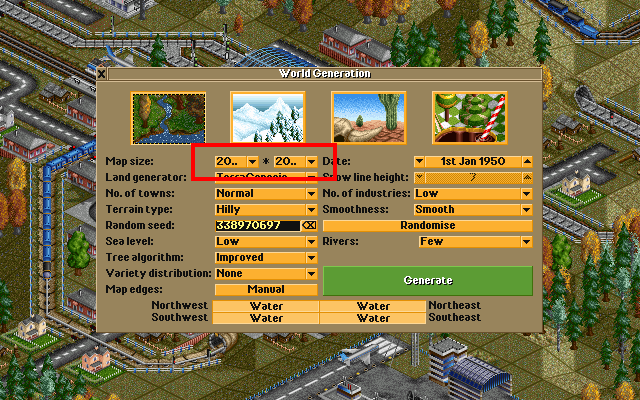 World Generation
Map size: 20.. * 20.. Date: 1st Jan 1950
Land generator: TerraGenesis Snow line height: 7
No. of towns: Normal No. of industries: Low
Terrain type: Hilly Smoothness: Smooth
Random seed: 338970697 Randomise
Sea level: Low Rivers: Few
Tree algorithm: Improved
Variety distribution: None
Generate
Map edges: Manual
Northwest Water Water Northeast
Southwest Water Water Southeast